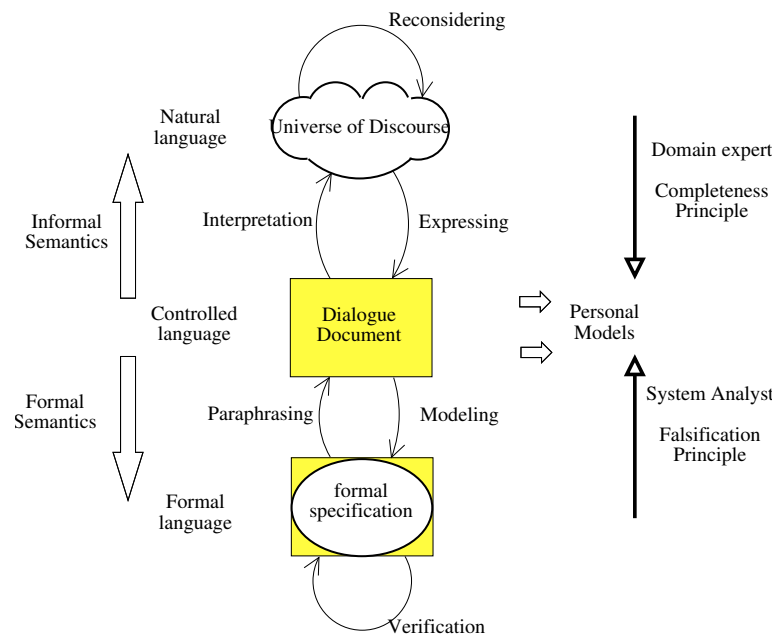 Reconsidering
Natural
language
Universe of Discourse
Domain expert
Completeness
Principle
Informal
Semantics
Interpretation
Expressing
Controlled
language
Dialogue
Document
Personal
Models
Formal
Semantics
Paraphrasing
Modeling
System Analyst
Falsification
Principle
Formal
language
formal
specification
Verification